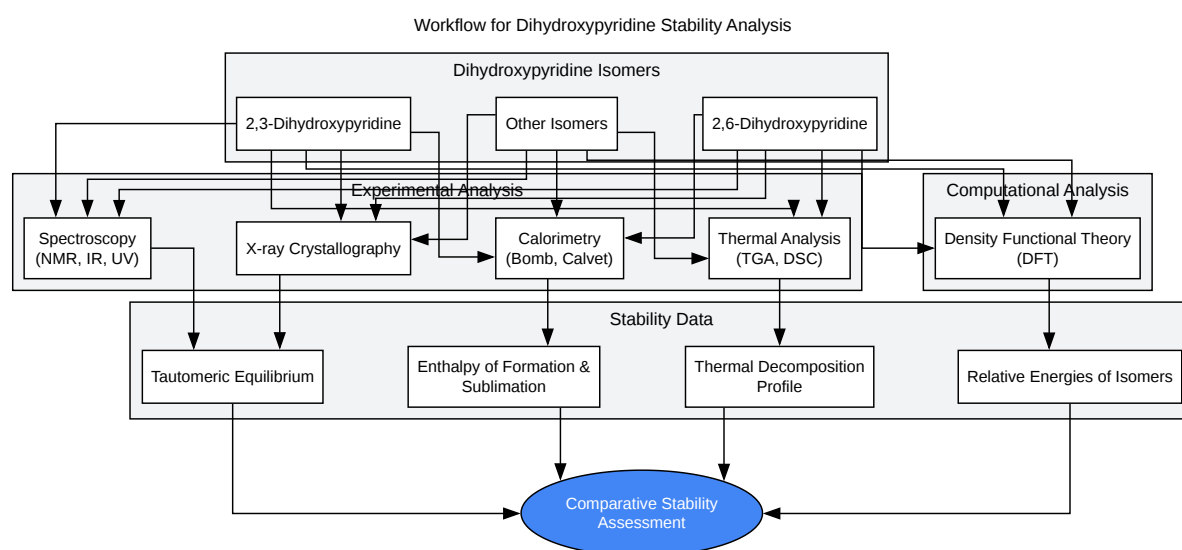 Workflow for Dihydroxypyridine Stability Analysis
Dihydroxypyridine Isomers
2,3-Dihydroxypyridine
Other Isomers
2,6-Dihydroxypyridine
Experimental Analysis
Computational Analysis
Spectroscopy
(NMR, IR, UV)
X-ray Crystallography
Calorimetry
(Bomb, Calvet)
Thermal Analysis
(TGA, DSC)
Density Functional Theory
(DFT)
Stability Data
Tautomeric Equilibrium
Enthalpy of Formation &
Sublimation
Thermal Decomposition
Profile
Relative Energies of Isomers
Comparative Stability
Assessment